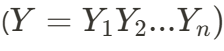 (Y = Y₁Y₂...Yₙ)